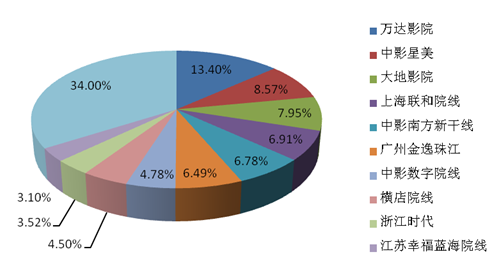 万达影院
中影星美
大地影院
上海联和院线
中影南方新干线
广州金逸珠江
中影数字院线
横店院线
浙江时代
江苏幸福蓝海院线
13.40%
8.57%
7.95%
6.91%
6.78%
6.49%
4.78%
4.50%
3.52%
3.10%
34.00%